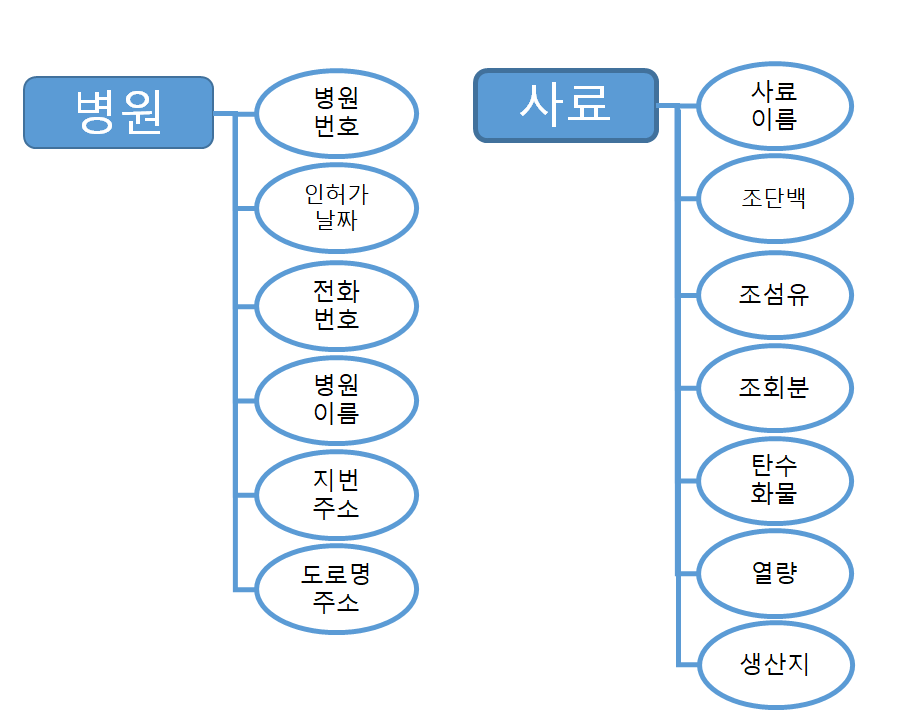 병원
병원
번호
인허가
날짜
전화
번호
병원
이름
지번
주소
도로명
주소
사료
사료
이름
조단백
조섬유
조회분
탄수
화물
열량
생산지